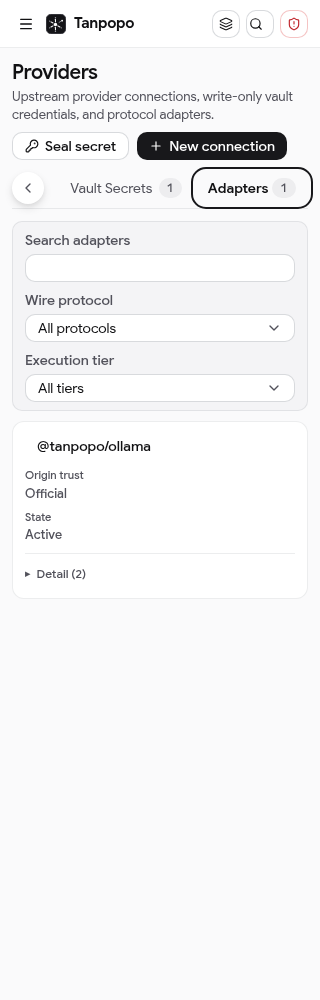 Tanpopo
Providers
Upstream provider connections, write-only vault
credentials, and protocol adapters.
Seal secret
New connection
Vault Secrets 1
Adapters 1
Search adapters
Wire protocol
All protocols
Execution tier
All tiers
@tanpopo/ollama
Origin trust
Official
State
Active
Detail (2)